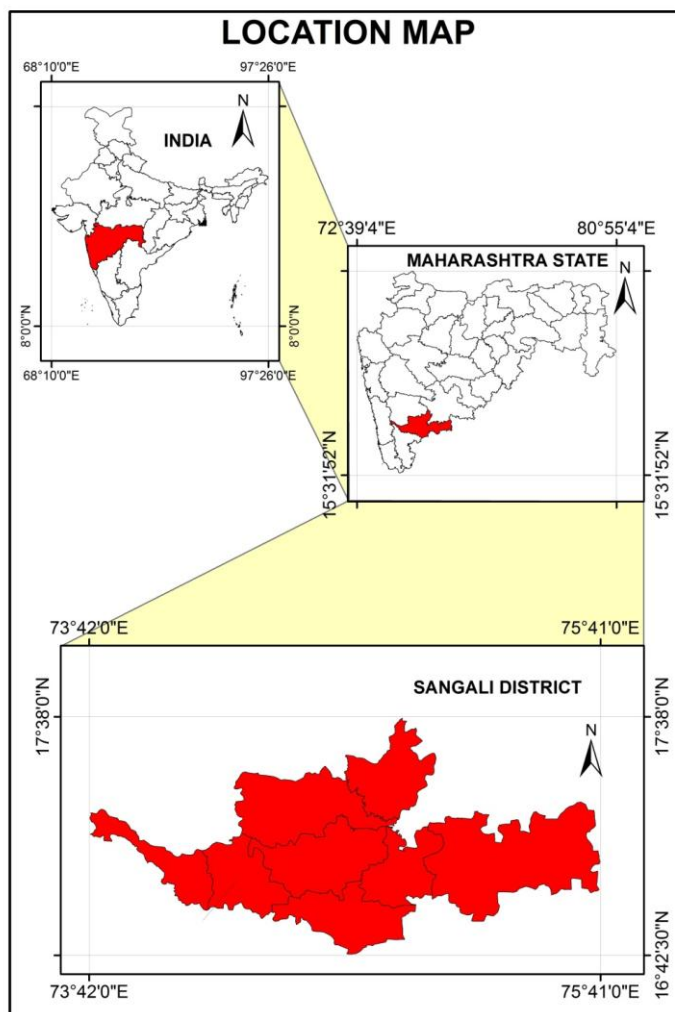 LOCATION MAP
68°10'0"E 97°26'0"E
N
INDIA
8°0'0"N 8°0'0"N
68°10'0"E 97°26'0"E
72°39'4 80°55'4
MAHARASHTRA STATE
N
15°31'52"N 15°31'52"N
73°42'0"E 75°41'0"E
17°38'0"N 17°38'0"N
SANGALI DISTRICT
N
16°42'30"N
73°42'0"E 75°41'0"E